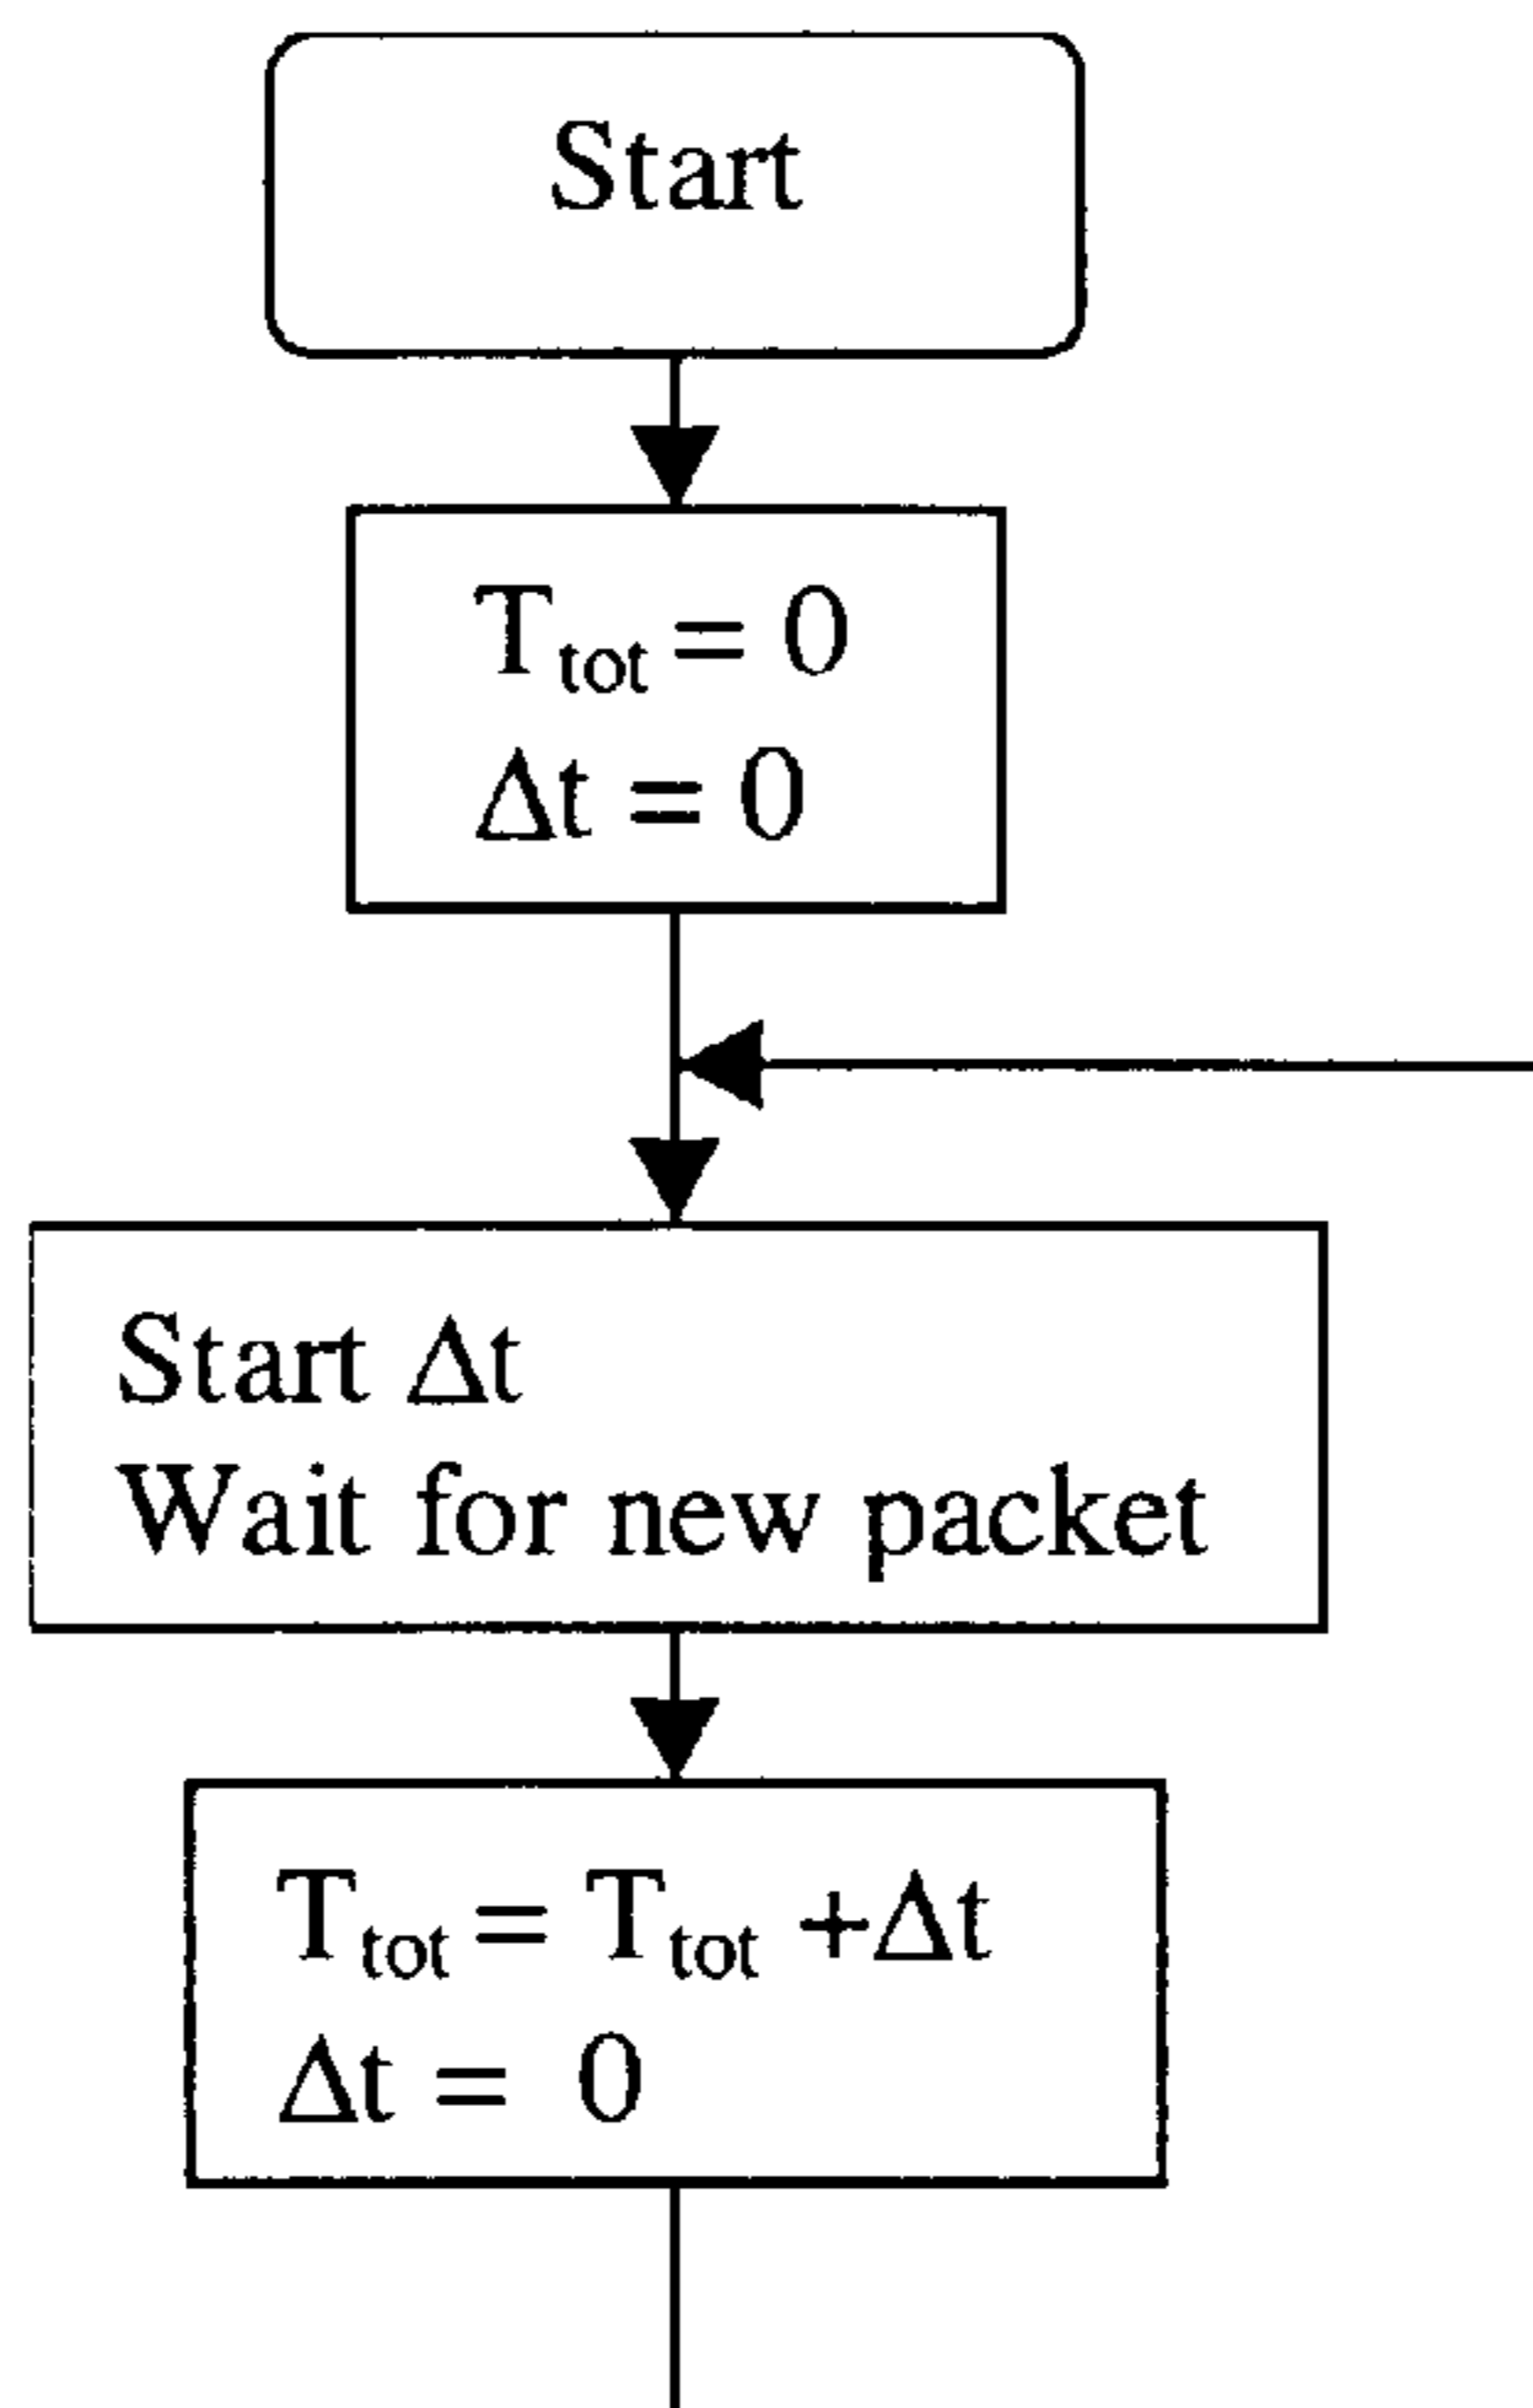 Start
T_tot = 0
Δt = 0
Start Δt
Wait for new packet
T_tot = T_tot +Δt
Δt = 0